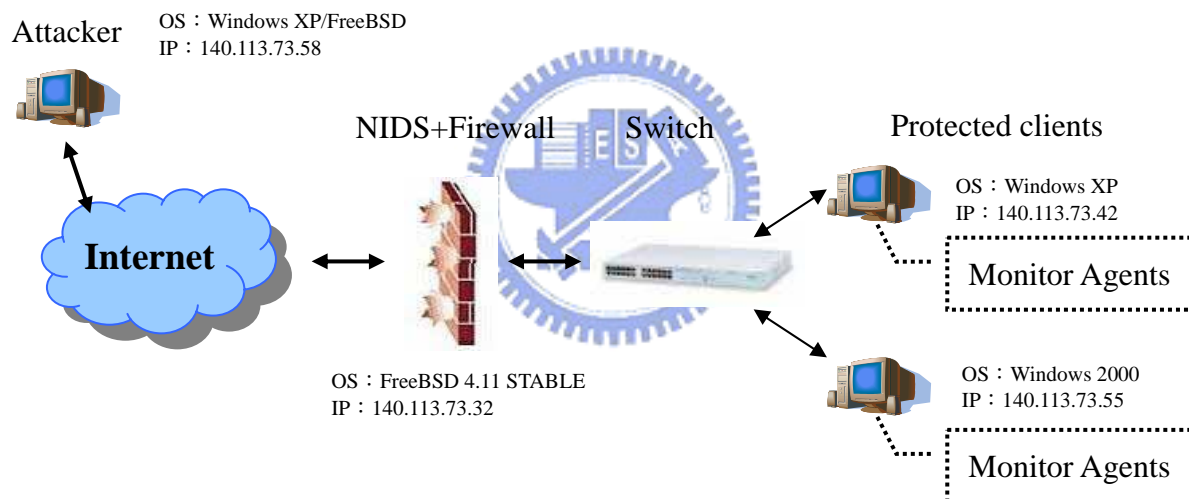 Attacker
OS：Windows XP/FreeBSD
IP：140.113.73.58
NIDS+Firewall
Switch
Protected clients
OS：Windows XP
IP：140.113.73.42
Monitor Agents
Internet
OS：FreeBSD 4.11 STABLE
IP：140.113.73.32
OS：Windows 2000
IP：140.113.73.55
Monitor Agents